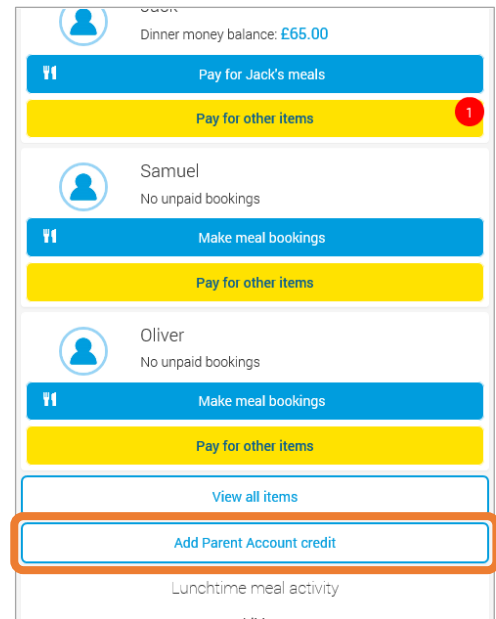 Jack
Dinner money balance: £65.00
Pay for Jack's meals
Pay for other items
1
Samuel
No unpaid bookings
Make meal bookings
Pay for other items
Oliver
No unpaid bookings
Make meal bookings
Pay for other items
View all items
Add Parent Account credit
Lunchtime meal activity